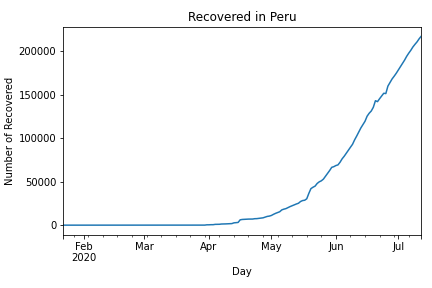 Recovered in Peru
Number of Recovered
200000
150000
100000
50000
0
Feb Mar Apr May Jun Jul
2020
Day